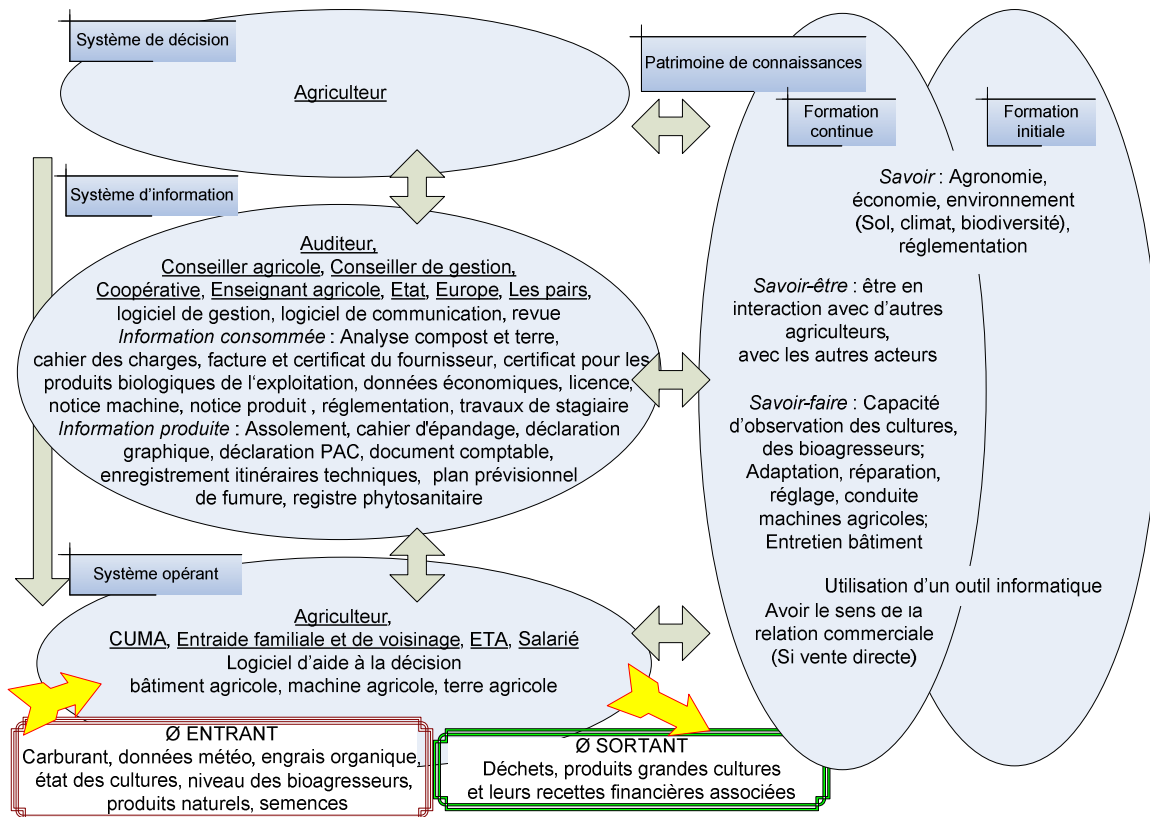 Système de décision
Agriculteur
Patrimoine de connaissances
Formation
continue
Formation
initiale
Système d'information
Auditeur,
Conseiller agricole, Conseiller de gestion,
Coopérative, Enseignant agricole, Etat, Europe, Les pairs,
logiciel de gestion, logiciel de communication, revue
Information consommée : Analyse compost et terre,
cahier des charges, facture et certificat du fournisseur, certificat pour les
produits biologiques de l'exploitation, données économiques, licence,
notice machine, notice produit , réglementation, travaux de stagiaire
Information produite : Assolement, cahier d'épandage, déclaration
graphique, déclaration PAC, document comptable,
enregistrement itinéraires techniques, plan prévisionnel
de fumure, registre phytosanitaire
Savoir : Agronomie,
économie, environnement
(Sol, climat, biodiversité),
réglementation
Savoir-être : être en
interaction avec d'autres
agriculteurs,
avec les autres acteurs
Savoir-faire : Capacité
d'observation des cultures,
des bioagresseurs;
Adaptation, réparation,
réglage, conduite
machines agricoles;
Entretien bâtiment
Utilisation d'un outil informatique
Avoir le sens de la
relation commerciale
(Si vente directe)
Système opérant
Agriculteur,
CUMA, Entraide familiale et de voisinage, ETA, Salarié
Logiciel d'aide à la décision
bâtiment agricole, machine agricole, terre agricole
Ø ENTRANT
Carburant, données météo, engrais organique,
état des cultures, niveau des bioagresseurs,
produits naturels, semences
Ø SORTANT
Déchets, produits grandes cultures
et leurs recettes financières associées